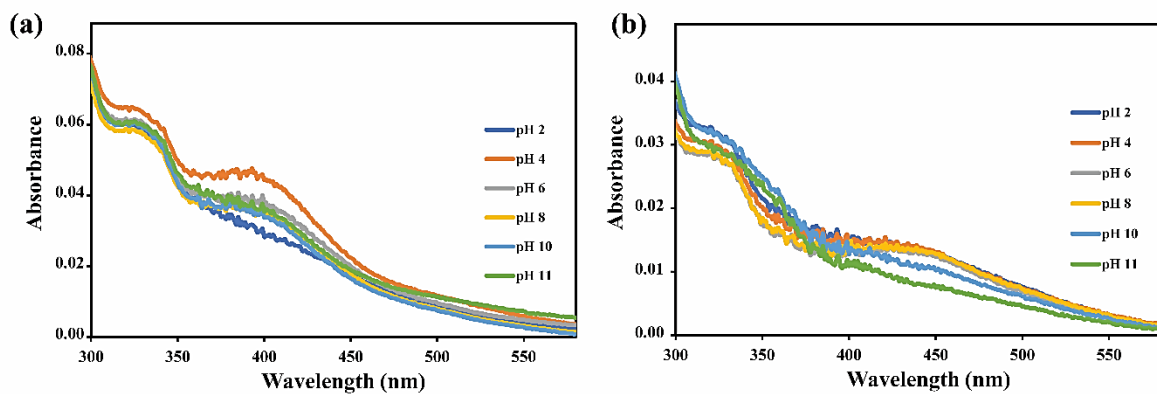 (a)
Absorbance
0.08
0.06
0.04
0.02
0.00
300
350
400
450
500
550
Wavelength (nm)
pH 2
pH 4
pH 6
pH 8
pH 10
pH 11
(b)
Absorbance
0.04
0.03
0.02
0.01
0.00
300
350
400
450
500
550
Wavelength (nm)
pH 2
pH 4
pH 6
pH 8
pH 10
pH 11